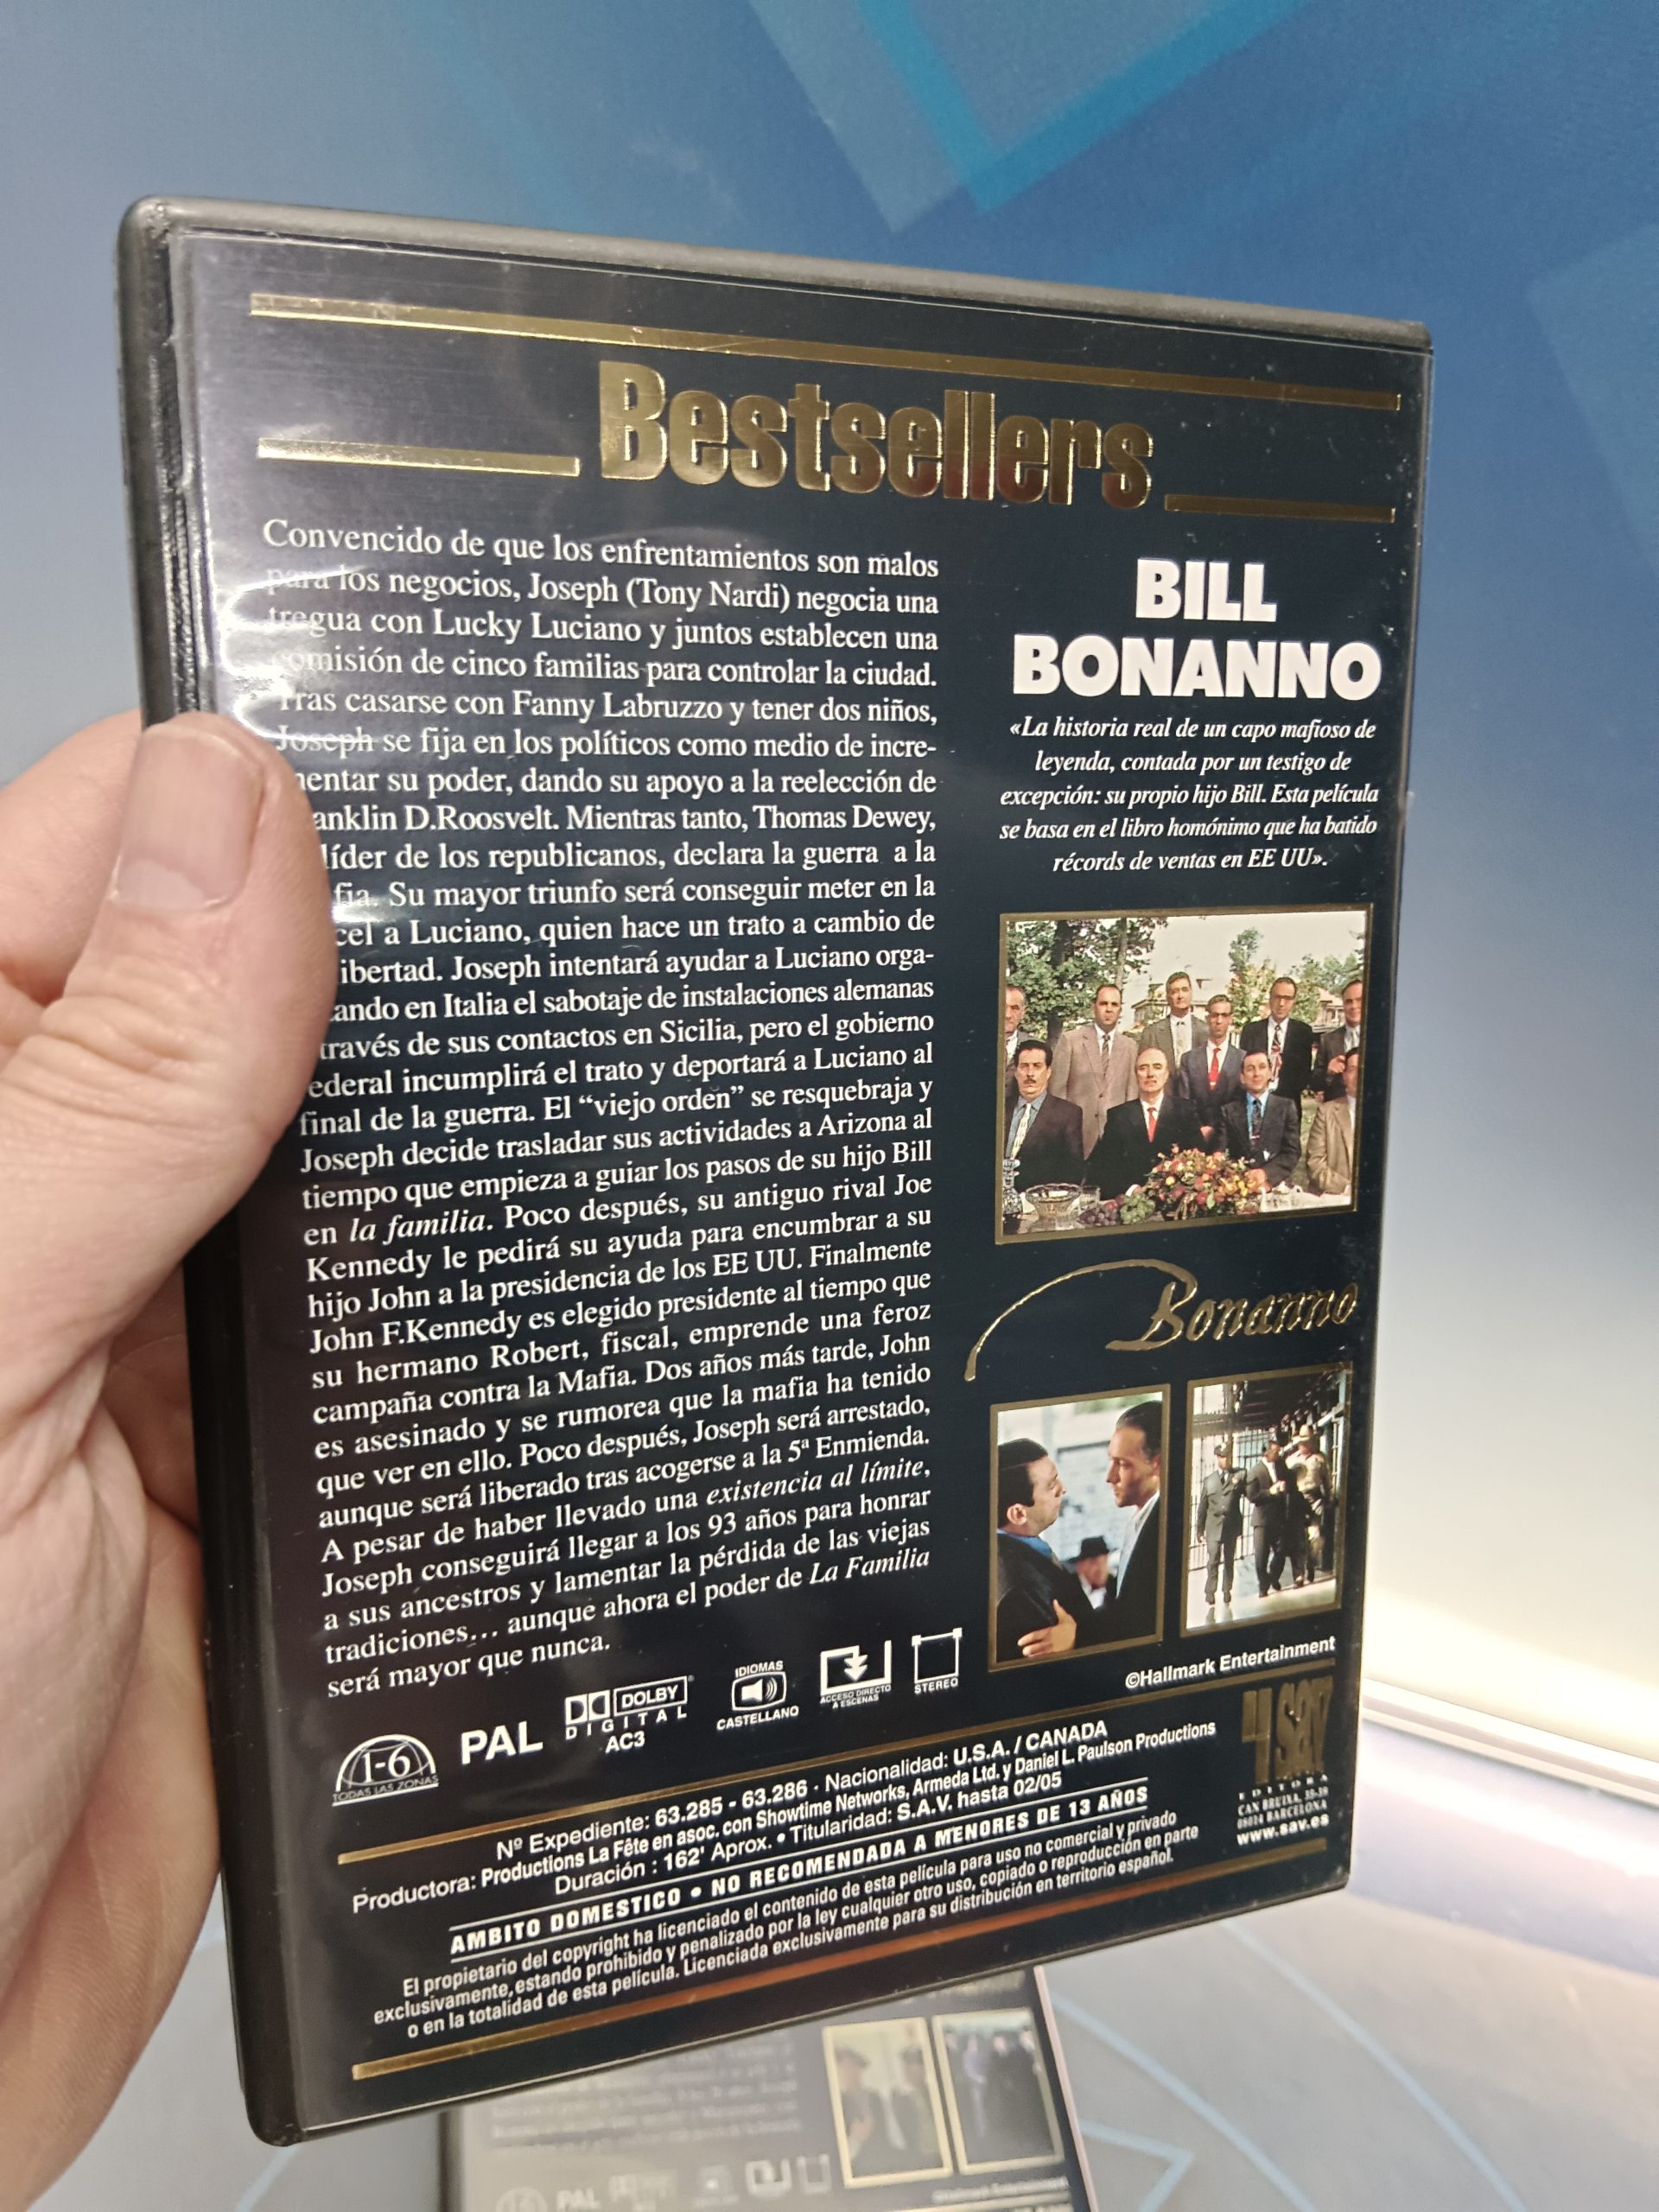 Bestsellers
Convencido de que los enfrentamientos son malos
para los negocios, Joseph (Tony Nardi) negocia una
tregua con Lucky Luciano y juntos establecen una
comisión de cinco familias para controlar la ciudad.
Tras casarse con Fanny Labruzzo y tener dos niños,
Joseph se fija en los políticos como medio de incre-
mentar su poder, dando su apoyo a la reelección de
anklin D.Roosvelt. Mientras tanto, Thomas Dewey,
líder de los republicanos, declara la guerra a la
fia. Su mayor triunfo será conseguir meter en la
cel a Luciano, quien hace un trato a cambio de
ibertad. Joseph intentará ayudar a Luciano orga-
ando en Italia el sabotaje de instalaciones alemanas
través de sus contactos en Sicilia, pero el gobierno
ederal incumplirá el trato y deportará a Luciano al
final de la guerra. El “viejo orden” se resquebraja y
Joseph decide trasladar sus actividades a Arizona al
tiempo que empieza a guiar los pasos de su hijo Bill
en la familia. Poco después, su antiguo rival Joe
Kennedy le pedirá su ayuda para encumbrar a su
hijo John a la presidencia de los EE UU. Finalmente
John F.Kennedy es elegido presidente al tiempo que
su hermano Robert, fiscal, emprende una feroz
campaña contra la Mafia. Dos años más tarde, John
es asesinado y se rumorea que la mafia ha tenido
que ver en ello. Poco después, Joseph será arrestado,
aunque será liberado tras acogerse a la 5ª Enmienda.
A pesar de haber llevado una existencia al límite,
Joseph conseguirá llegar a los 93 años para honrar
a sus ancestros y lamentar la pérdida de las viejas
tradiciones... aunque ahora el poder de La Familia
será mayor que nunca.
BILL
BONANNO
«La historia real de un capo mafioso de
leyenda, contada por un testigo de
excepción: su propio hijo Bill. Esta película
se basa en el libro homónimo que ha batido
récords de ventas en EE UU».
Bonanno
©Hallmark Entertainment
1-6
TODAS LAS ZONAS
PAL
DOLBY
DIGITAL
AC3
IDIOMAS
CASTELLANO
ACCESO DIRECTO
A ESCENAS
STEREO
Nº Expediente: 63.285 - 63.286 · Nacionalidad: U.S.A. / CANADA
Productora: Productions La Fête en asoc. con Showtime Networks, Armeda Ltd. y Daniel L. Paulson Productions
Duración : 162' Aprox. • Titularidad: S.A.V. hasta 02/05
AMBITO DOMESTICO • NO RECOMENDADA A MENORES DE 13 AÑOS
El propietario del copyright ha licenciado el contenido de esta película para uso no comercial y privado
exclusivamente, estando prohibido y penalizado por la ley cualquier otro uso, copiado o reproducción en parte
o en la totalidad de esta película. Licenciada exclusivamente para su distribución en territorio español.
SAV
EDITORA
CAN BRUIXA, 35-39
08014 BARCELONA
www.sav.es
PAL